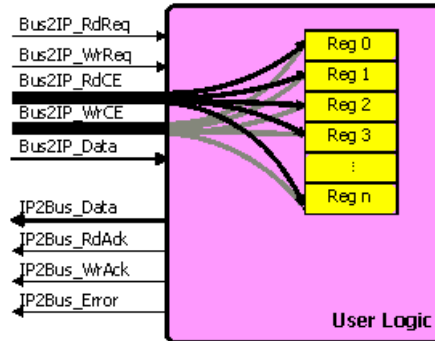 Bus2IP_RdReq
Bus2IP_WrReq
Bus2IP_RdCE
Bus2IP_WrCE
Bus2IP_Data
IP2Bus_Data
IP2Bus_RdAck
IP2Bus_WrAck
IP2Bus_Error
Reg 0
Reg 1
Reg 2
Reg 3
⋮
Reg n
User Logic